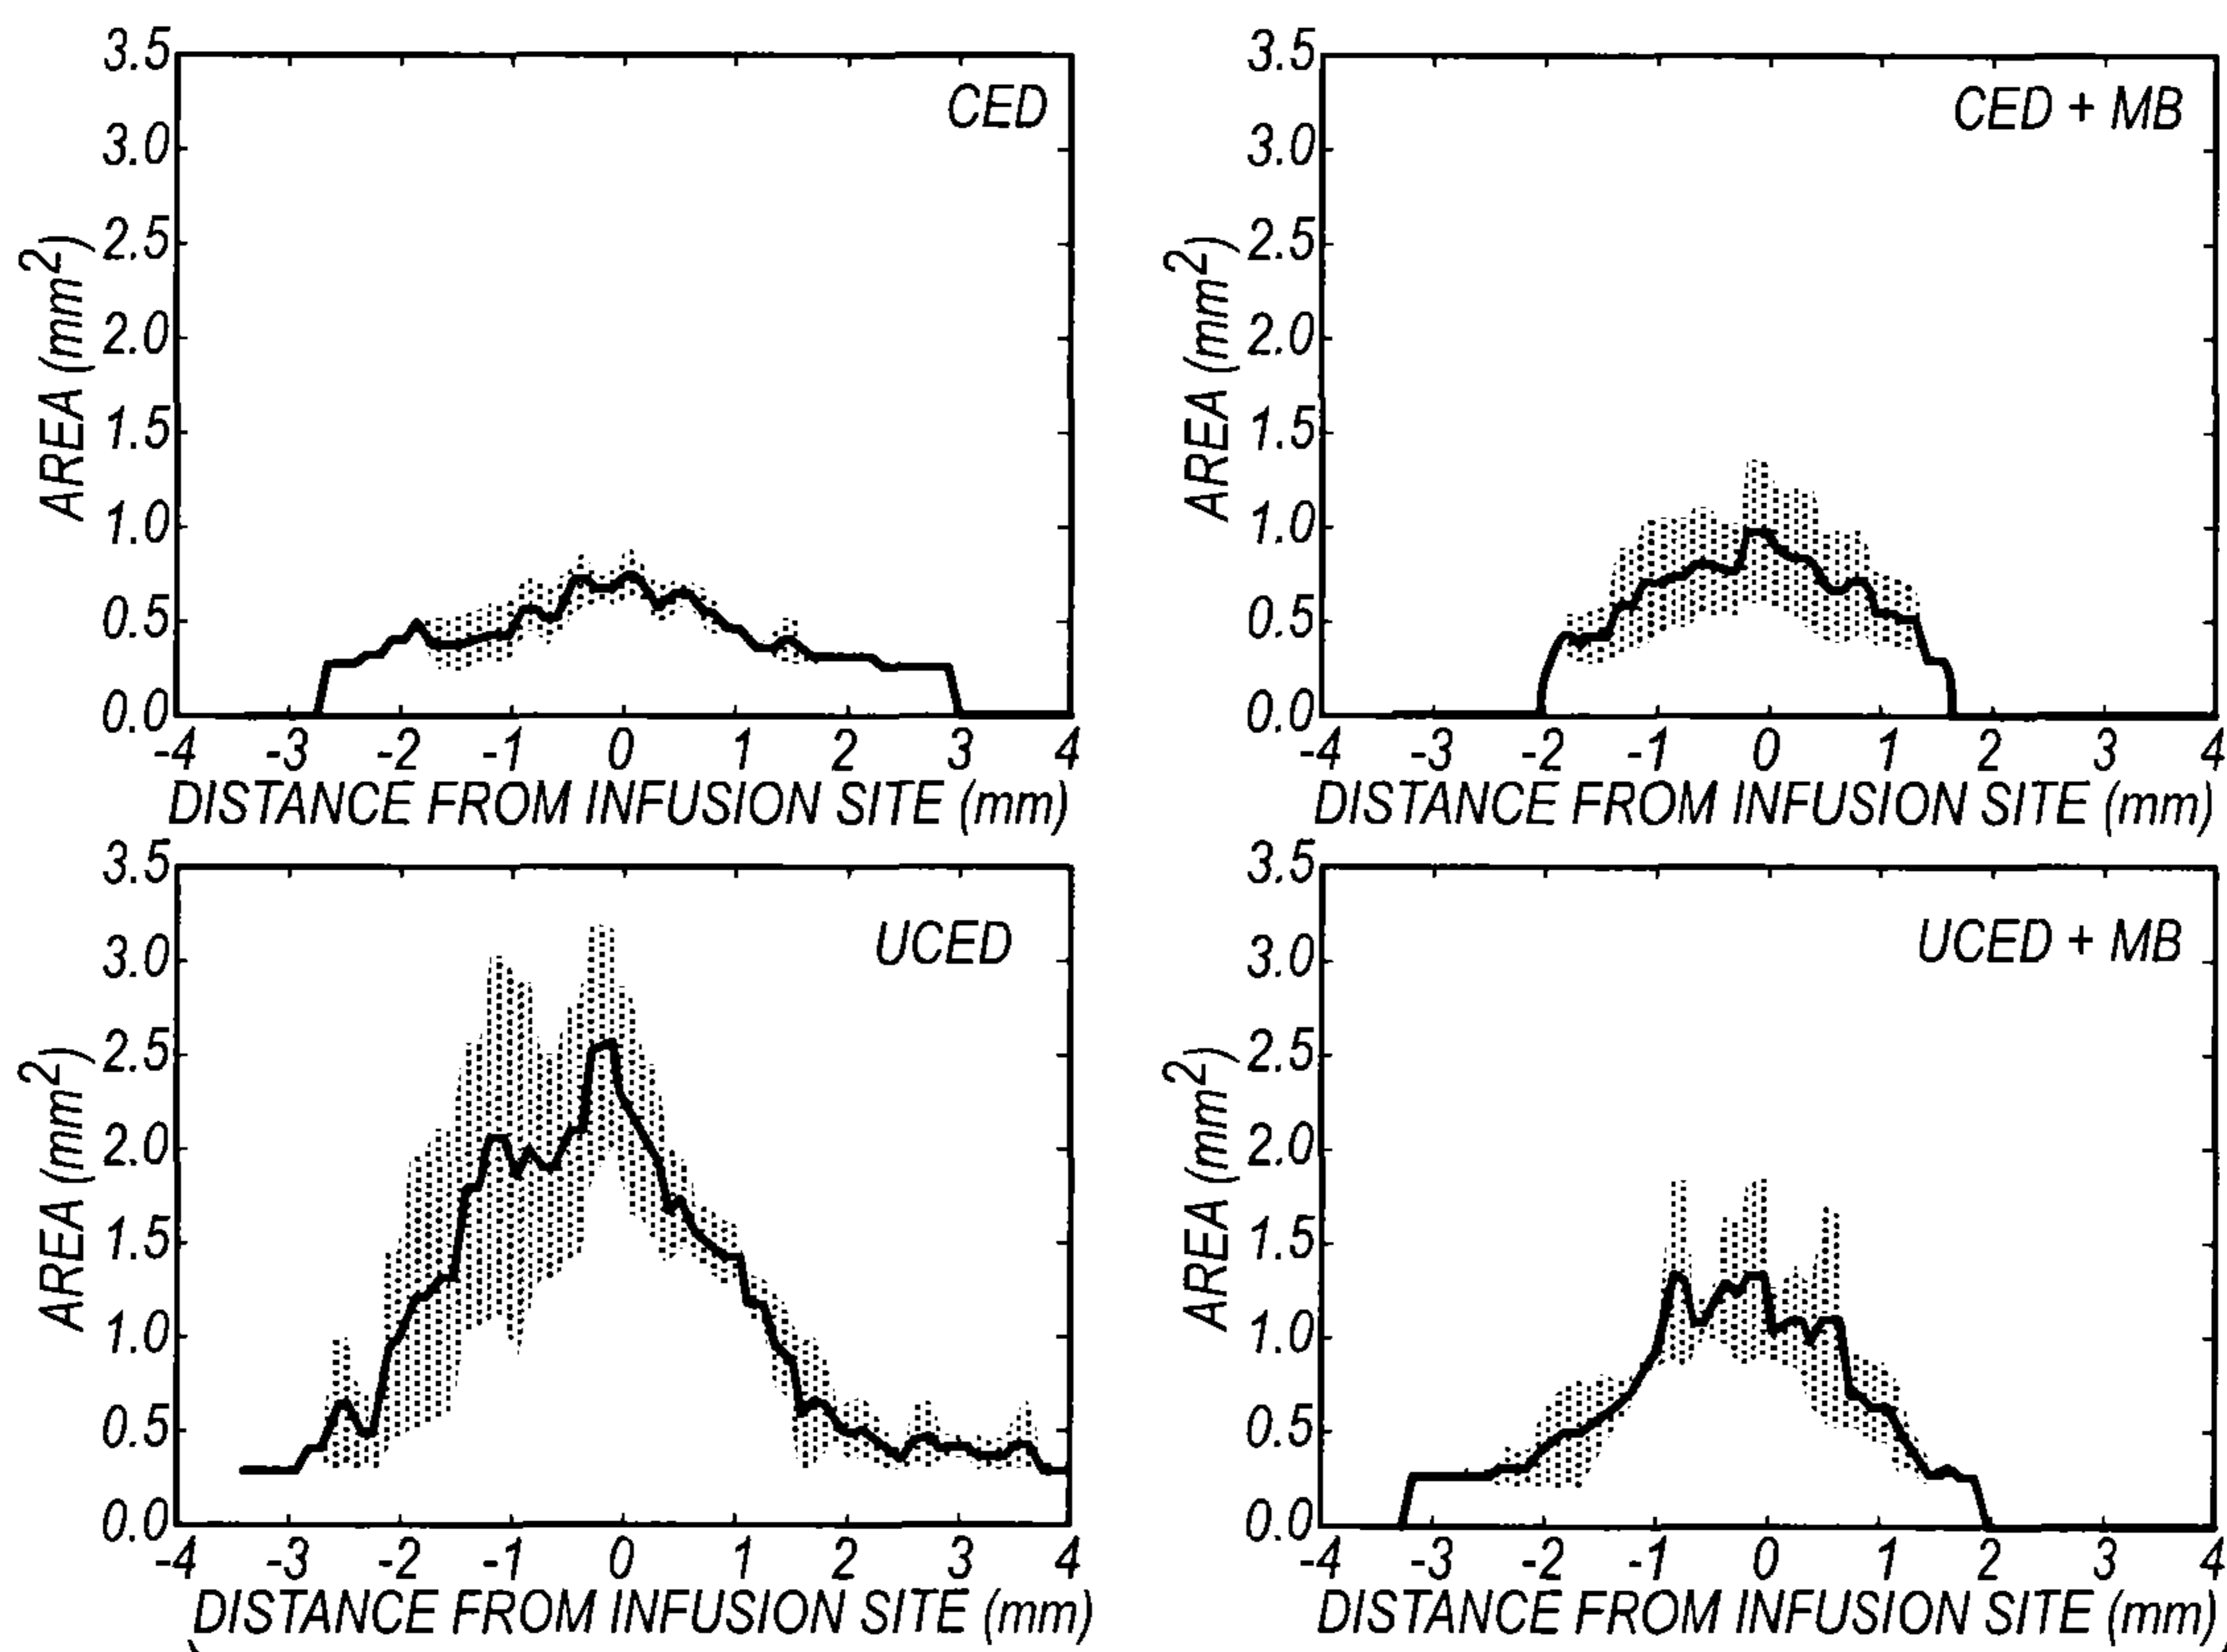 CED
3.5
3.0
2.5
2.0
1.5
1.0
0.5
0.0
AREA (mm²)
-4 -3 -2 -1 0 1 2 3 4
DISTANCE FROM INFUSION SITE (mm)
CED + MB
3.5
3.0
2.5
2.0
1.5
1.0
0.5
0.0
AREA (mm²)
-4 -3 -2 -1 0 1 2 3 4
DISTANCE FROM INFUSION SITE (mm)
UCED
3.5
3.0
2.5
2.0
1.5
1.0
0.5
0.0
AREA (mm²)
-4 -3 -2 -1 0 1 2 3 4
DISTANCE FROM INFUSION SITE (mm)
UCED + MB
3.5
3.0
2.5
2.0
1.5
1.0
0.5
0.0
AREA (mm²)
-4 -3 -2 -1 0 1 2 3 4
DISTANCE FROM INFUSION SITE (mm)